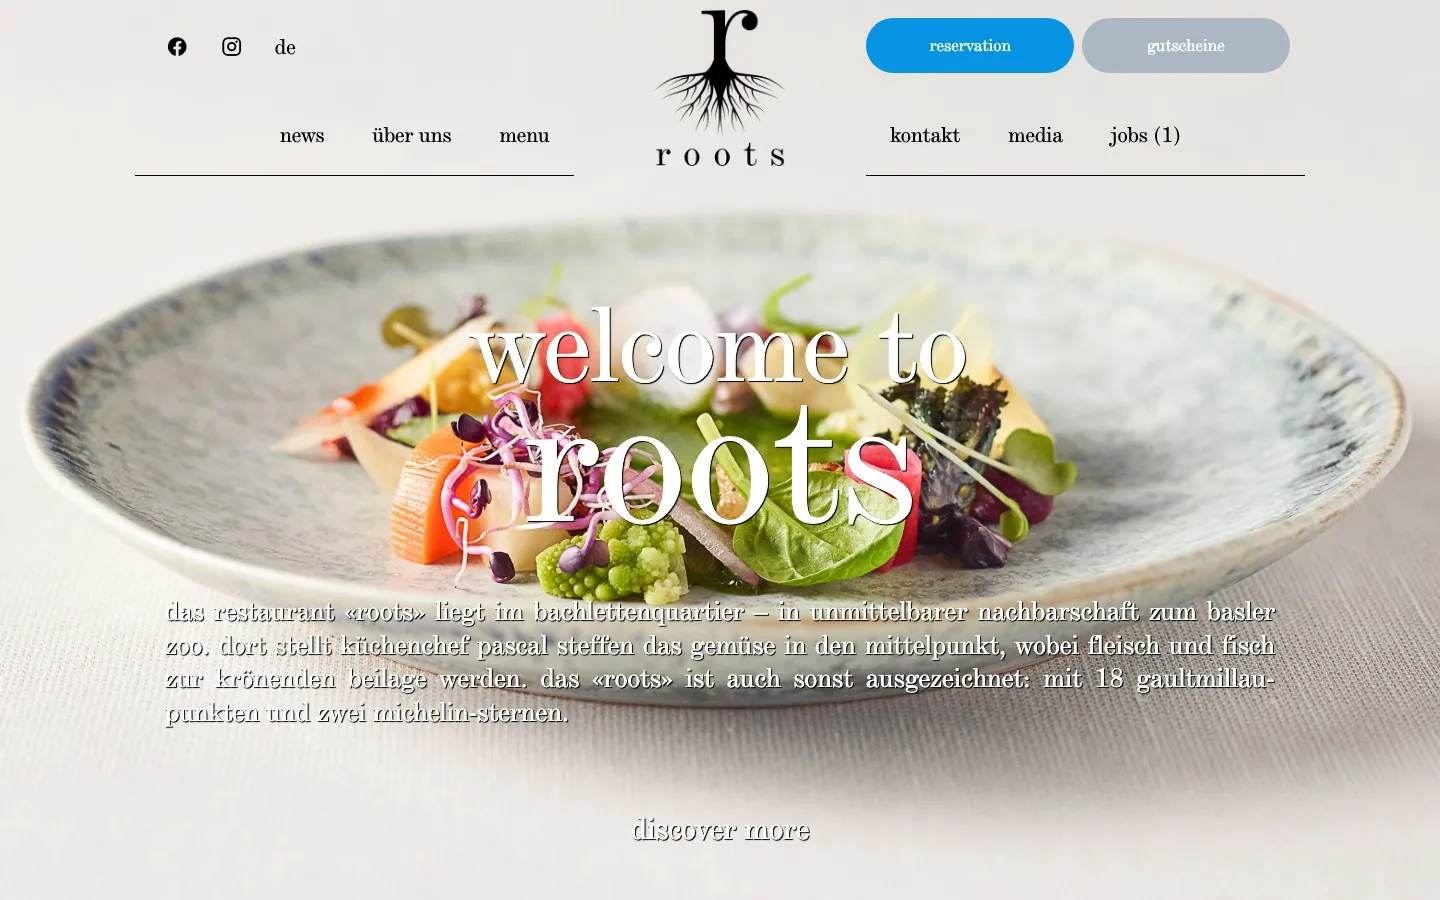 de
r
roots
reservation
gutscheine
news
über uns
menu
kontakt
media
jobs (1)
welcome to
roots
das restaurant «roots» liegt im bachlettenquartier – in unmittelbarer nachbarschaft zum basler
zoo. dort stellt küchenchef pascal steffen das gemüse in den mittelpunkt, wobei fleisch und fisch
zur krönenden beilage werden. das «roots» ist auch sonst ausgezeichnet: mit 18 gaultmillau-
punkten und zwei michelin-sternen.
discover more